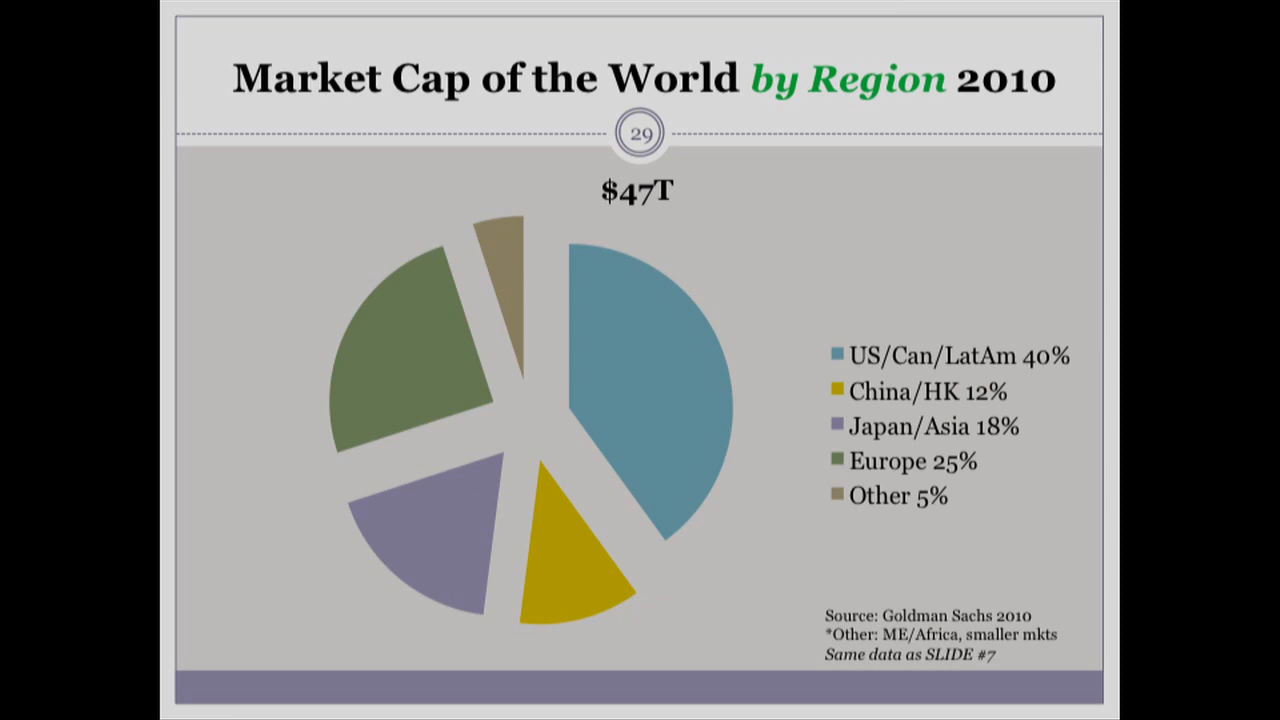 Market Cap of the World by Region 2010
29
$47T
US/Can/LatAm 40%
China/HK 12%
Japan/Asia 18%
Europe 25%
Other 5%
Source: Goldman Sachs 2010
*Other: ME/Africa, smaller mkts
Same data as SLIDE #7